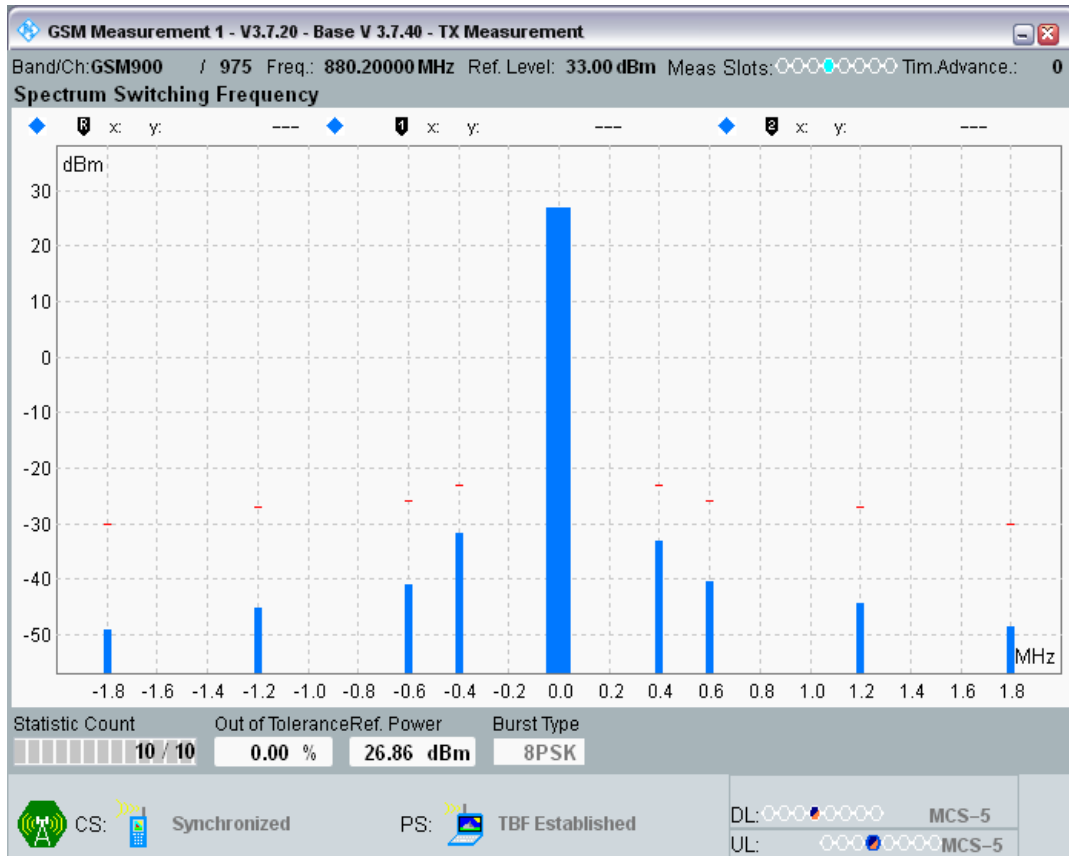 GSM Measurement 1 - V3.7.20 - Base V 3.7.40 - TX Measurement
Band/Ch:GSM900 / 975 Freq.: 880.20000 MHz Ref. Level: 33.00 dBm Meas Slots: Tim.Advance.: 0
Spectrum Switching Frequency
R x: y: --- 1 x: y: --- 2 x: y: ---
dBm
30
20
10
0
-10
-20
-30
-40
-50
MHz
-1.8 -1.6 -1.4 -1.2 -1.0 -0.8 -0.6 -0.4 -0.2 0.0 0.2 0.4 0.6 0.8 1.0 1.2 1.4 1.6 1.8
Statistic Count Out of Tolerance Ref. Power Burst Type
10 / 10 0.00 % 26.86 dBm 8PSK
CS: Synchronized PS: TBF Established DL: MCS-5
UL: MCS-5